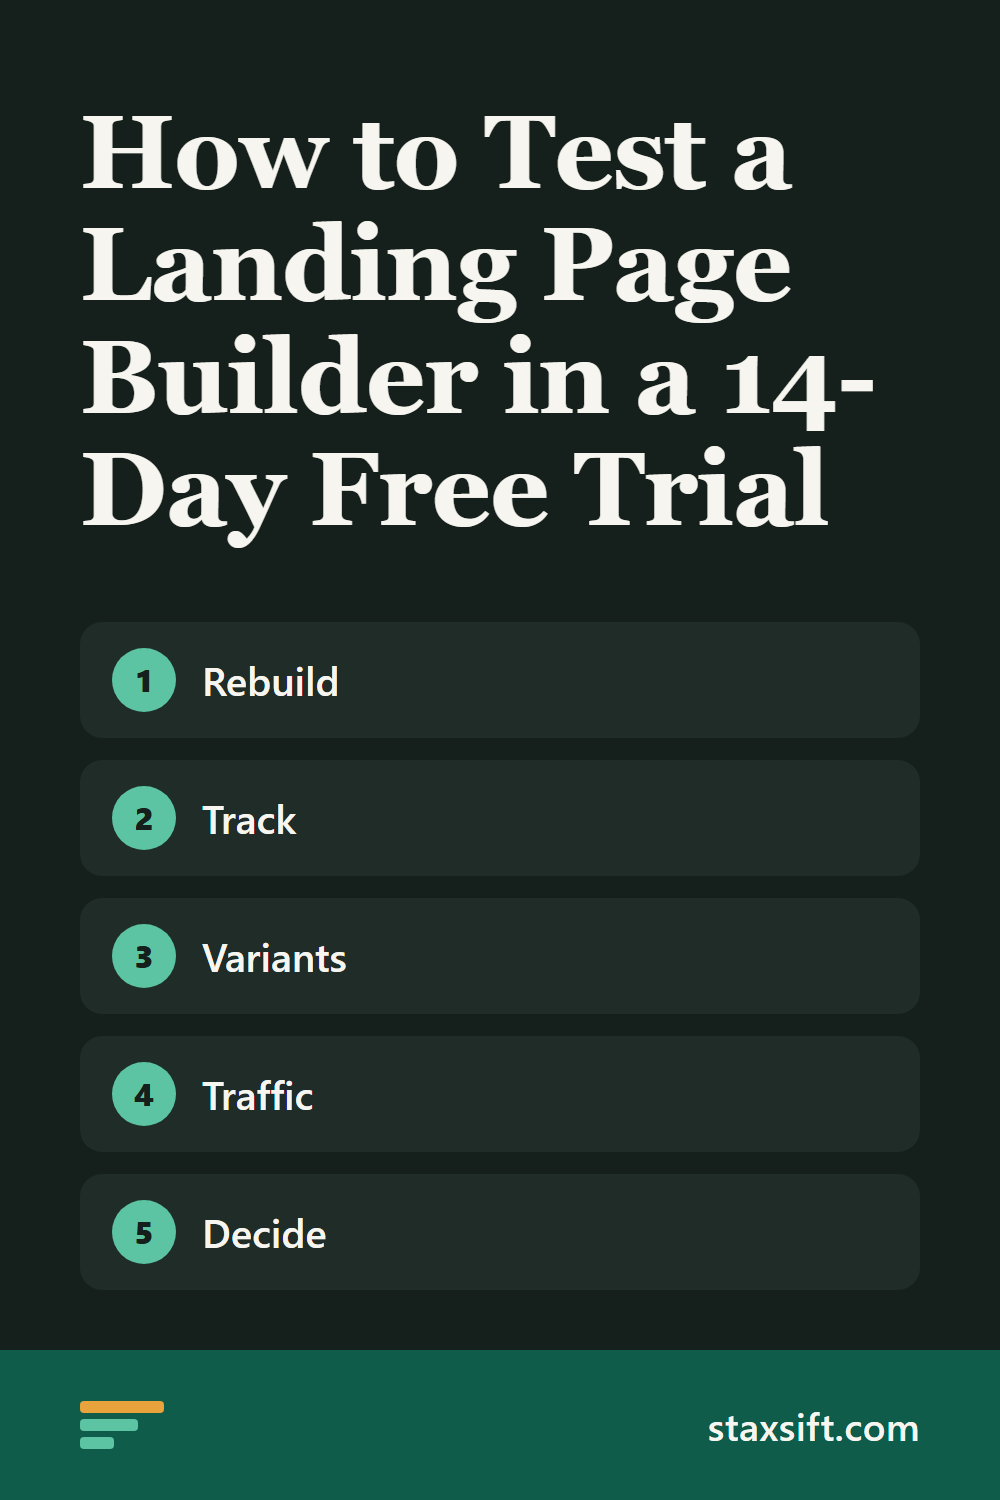 How to Test a
Landing Page
Builder in a 14-
Day Free Trial
1 Rebuild
2 Track
3 Variants
4 Traffic
5 Decide
staxsift.com